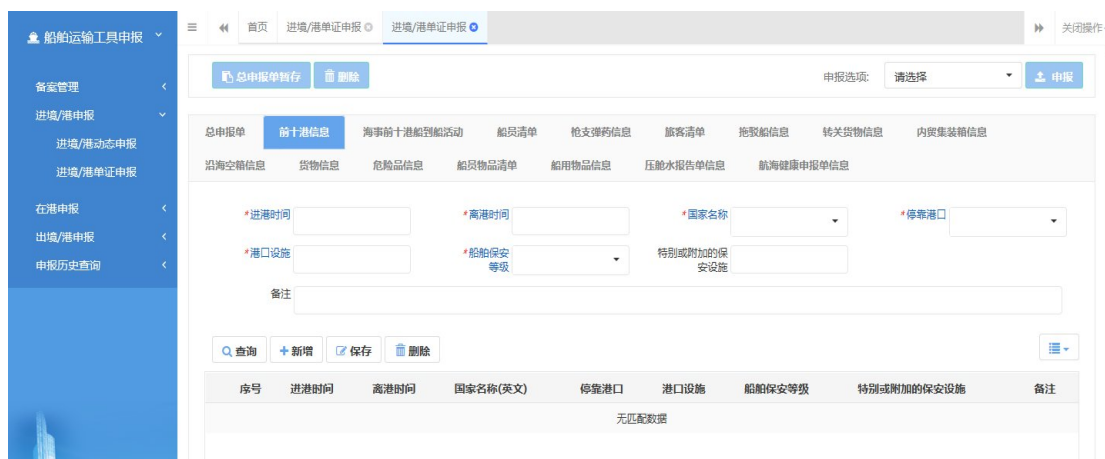 船舶运输工具申报
首页 进境/港单证申报 进境/港单证申报 关闭操作
总申报单暂存 删除 申报选项: 请选择 申报
备案管理
进境/港申报
进境/港动态申报
进境/港单证申报
在港申报
出境/港申报
申报历史查询
总申报单 前十港信息 海事前十港船到船活动 船员清单 枪支弹药信息 旅客清单 拖驳船信息 转关货物信息 内贸集装箱信息
沿海空箱信息 货物信息 危险品信息 船员物品清单 船用物品信息 压舱水报告单信息 航海健康申报单信息
*进港时间 *离港时间 *国家名称 *停靠港口
*港口设施 *船舶保安 特别或附加的保
等级 安设施
备注
查询 新增 保存 删除
序号 进港时间 离港时间 国家名称(英文) 停靠港口 港口设施 船舶保安等级 特别或附加的保安设施 备注
无匹配数据